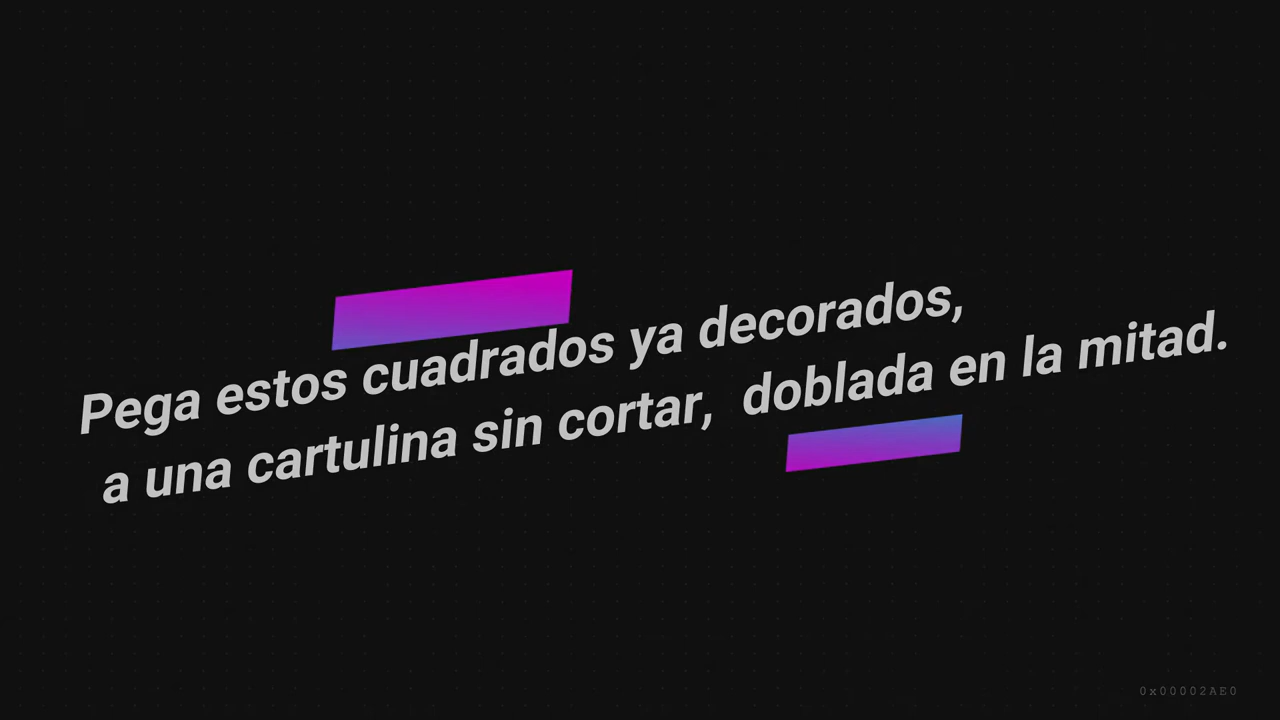 Pega estos cuadrados ya decorados,
a una cartulina sin cortar, doblada en la mitad.
0x00002AE0